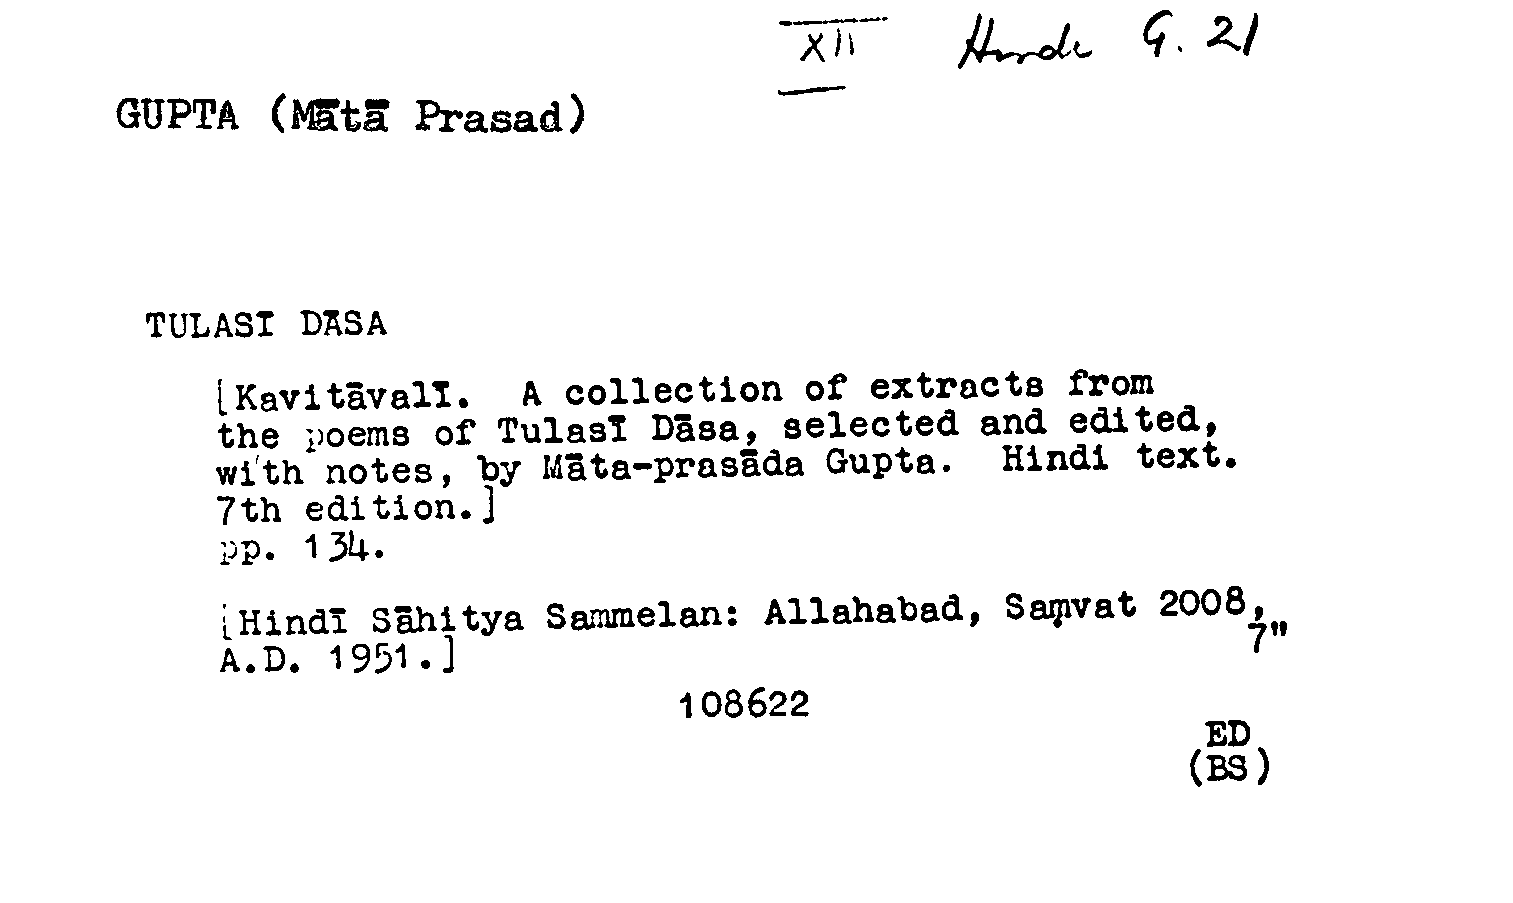 XII Hindi G. 21
GUPTA (Mātā Prasad)
TULASĪ DĀSA
[Kavitāvalī. A collection of extracts from
the poems of Tulasī Dāsa, selected and edited,
with notes, by Māta-prasāda Gupta. Hindi text.
7th edition.]
pp. 134.
[Hindī Sāhitya Sammelan: Allahabad, Saṃvat 2008,
7"
A.D. 1951.]
108622
ED
(BS)